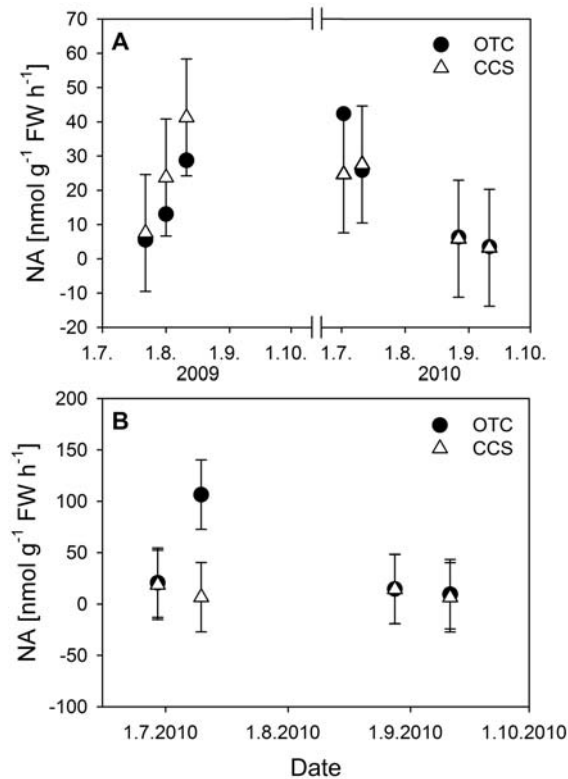 A
OTC
CCS
NA [nmol g⁻¹ FW h⁻¹]
70
60
50
40
30
20
10
0
-10
-20
1.7. 1.8. 1.9. 1.10. 1.7. 1.8. 1.9. 1.10.
2009 2010
B
OTC
CCS
NA [nmol g⁻¹ FW h⁻¹]
200
150
100
50
0
-50
-100
1.7.2010 1.8.2010 1.9.2010 1.10.2010
Date